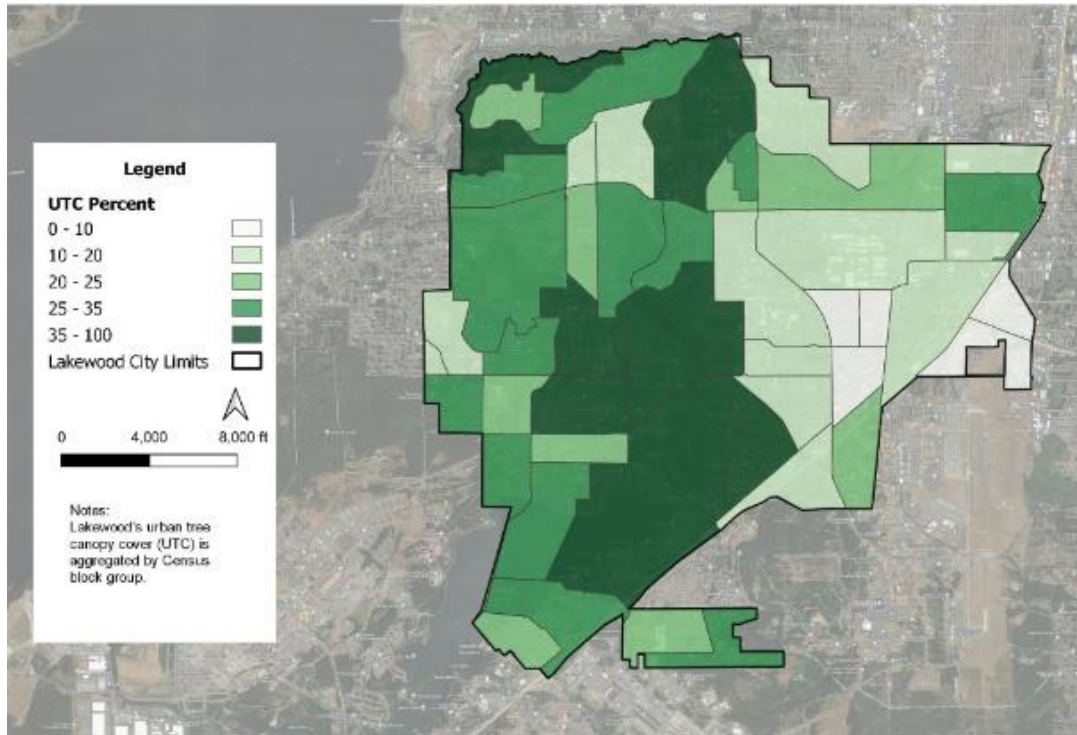 Legend
UTC Percent
0 - 10
10 - 20
20 - 25
25 - 35
35 - 100
Lakewood City Limits
0 4,000 8,000 ft
Notes:
Lakewood's urban tree
canopy cover (UTC) is
aggregated by Census
block group.